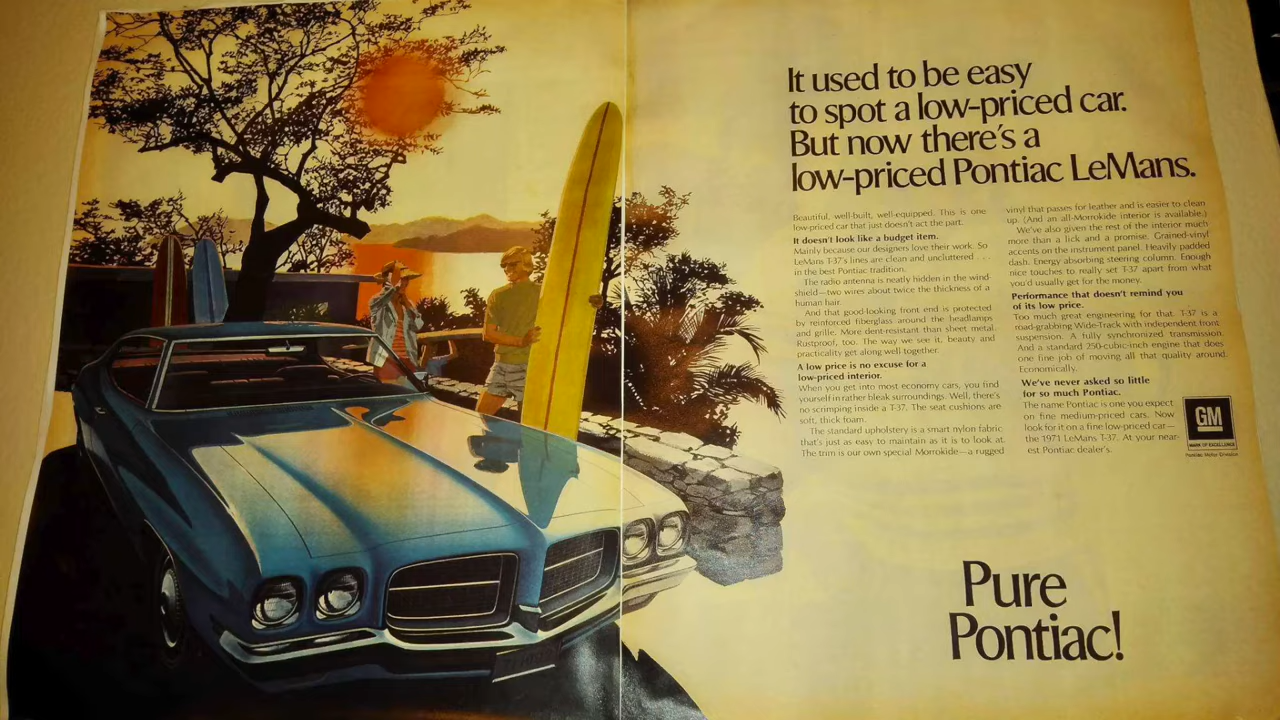 It used to be easy
to spot a low-priced car.
But now there's a
low-priced Pontiac LeMans.
Beautiful, well-built, well-equipped. This is one
low-priced car that just doesn't act the part.
It doesn't look like a budget item.
Mainly because our designers love their work. So
LeMans T-37's lines are clean and uncluttered . . .
in the best Pontiac tradition.
The radio antenna is neatly hidden in the wind-
shield—two wires about twice the thickness of a
human hair.
And that good-looking front end is protected
by reinforced fiberglass around the headlamps
and grille. More dent-resistant than sheet metal.
Rustproof, too. The way we see it, beauty and
practicality get along well together.
A low price is no excuse for a
low-priced interior.
When you get into most economy cars, you find
yourself in rather bleak surroundings. Well, there's
no scrimping inside a T-37. The seat cushions are
soft, thick foam.
The standard upholstery is a smart nylon fabric
that's just as easy to maintain as it is to look at.
The trim is our own special Morrokide—a rugged
vinyl that passes for leather and is easier to clean
up. (And an all-Morrokide interior is available.)
We've also given the rest of the interior much
more than a lick and a promise. Grained-vinyl
accents on the instrument panel. Heavily padded
dash. Energy absorbing steering column. Enough
nice touches to really set T-37 apart from what
you'd usually get for the money.
Performance that doesn't remind you
of its low price.
Too much great engineering for that. T-37 is a
road-grabbing Wide-Track with independent front
suspension. A fully synchronized transmission.
And a standard 250-cubic-inch engine that does
one fine job of moving all that quality around.
Economically.
We've never asked so little
for so much Pontiac.
The name Pontiac is one you expect
on fine medium-priced cars. Now
look for it on a fine low-priced car—
the 1971 LeMans T-37. At your near-
est Pontiac dealer's.
GM
MARK OF EXCELLENCE
Pontiac Motor Division
Pure
Pontiac!